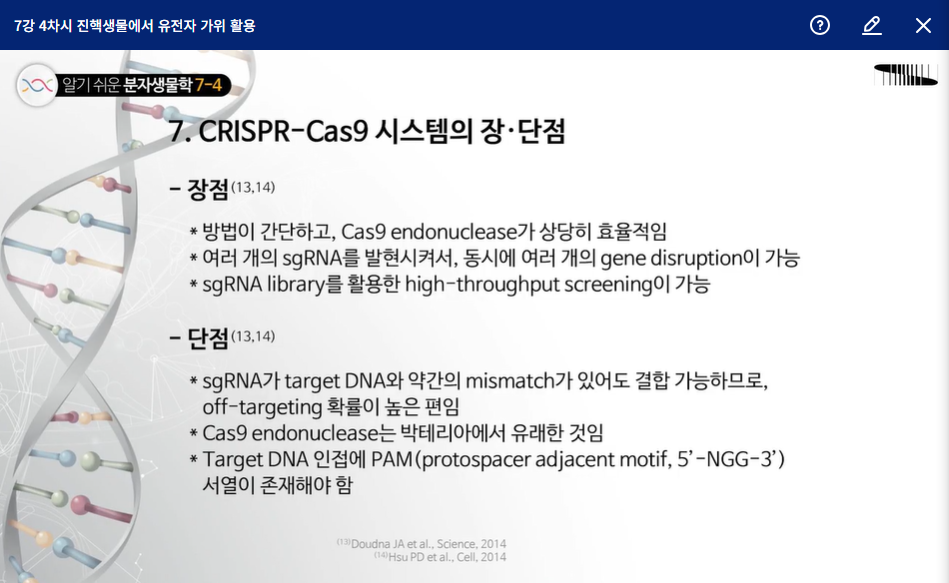 7강 4차시 진핵생물에서 유전자 가위 활용
알기 쉬운 분자생물학 7-4
7. CRISPR-Cas9 시스템의 장·단점
- 장점(13,14)
* 방법이 간단하고, Cas9 endonuclease가 상당히 효율적임
* 여러 개의 sgRNA를 발현시켜서, 동시에 여러 개의 gene disruption이 가능
* sgRNA library를 활용한 high-throughput screening이 가능
- 단점(13,14)
* sgRNA가 target DNA와 약간의 mismatch가 있어도 결합 가능하므로,
off-targeting 확률이 높은 편임
* Cas9 endonuclease는 박테리아에서 유래한 것임
* Target DNA 인접에 PAM(protospacer adjacent motif, 5’-NGG-3’)
서열이 존재해야 함
(13)Doudna JA et al., Science, 2014
(14)Hsu PD et al., Cell, 2014